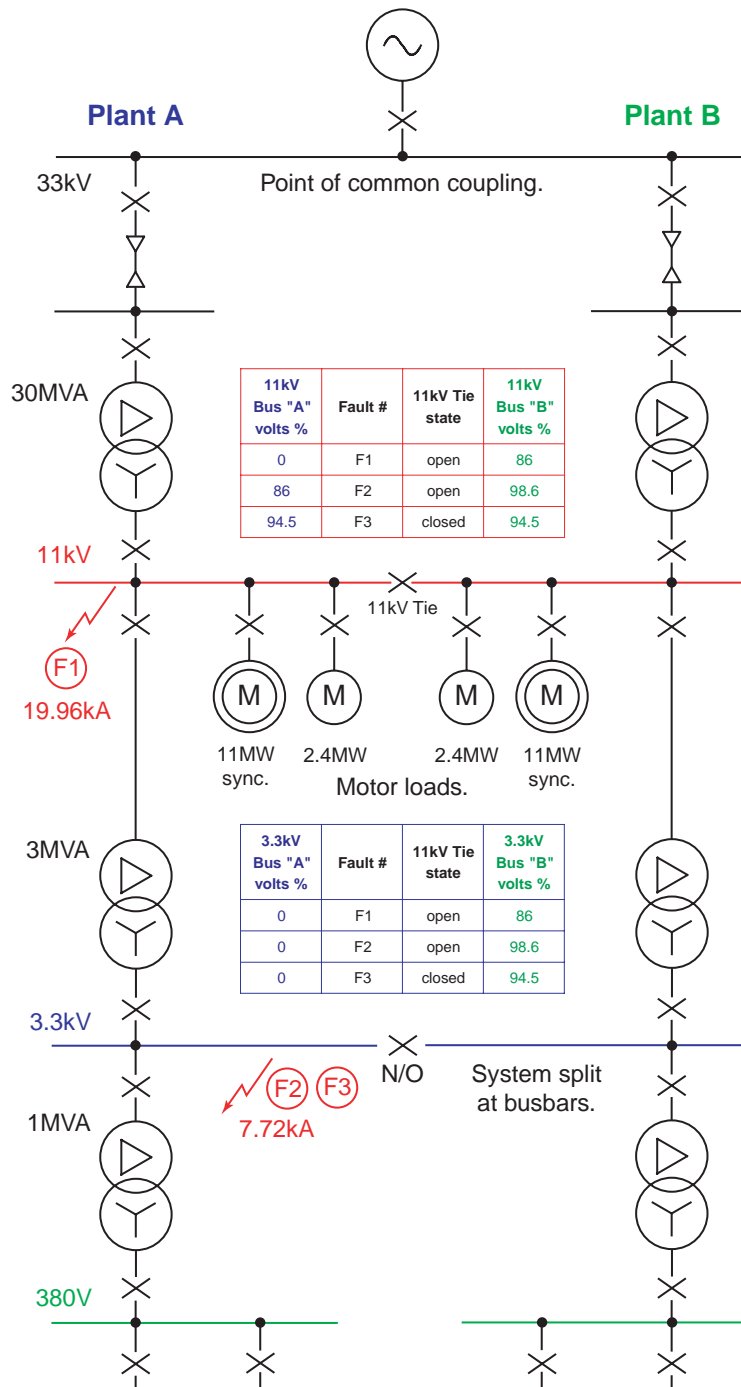 Plant A
Plant B
33kV
Point of common coupling.
30MVA
11kV Bus "A" volts % Fault # 11kV Tie state 11kV Bus "B" volts %
0 F1 open 86
86 F2 open 98.6
94.5 F3 closed 94.5
11kV
11kV Tie
F1
19.96kA
M M M M
11MW sync. 2.4MW 2.4MW 11MW sync.
Motor loads.
3MVA
3.3kV Bus "A" volts % Fault # 11kV Tie state 3.3kV Bus "B" volts %
0 F1 open 86
0 F2 open 98.6
0 F3 closed 94.5
3.3kV
N/O
System split
at busbars.
F2 F3
7.72kA
1MVA
380V